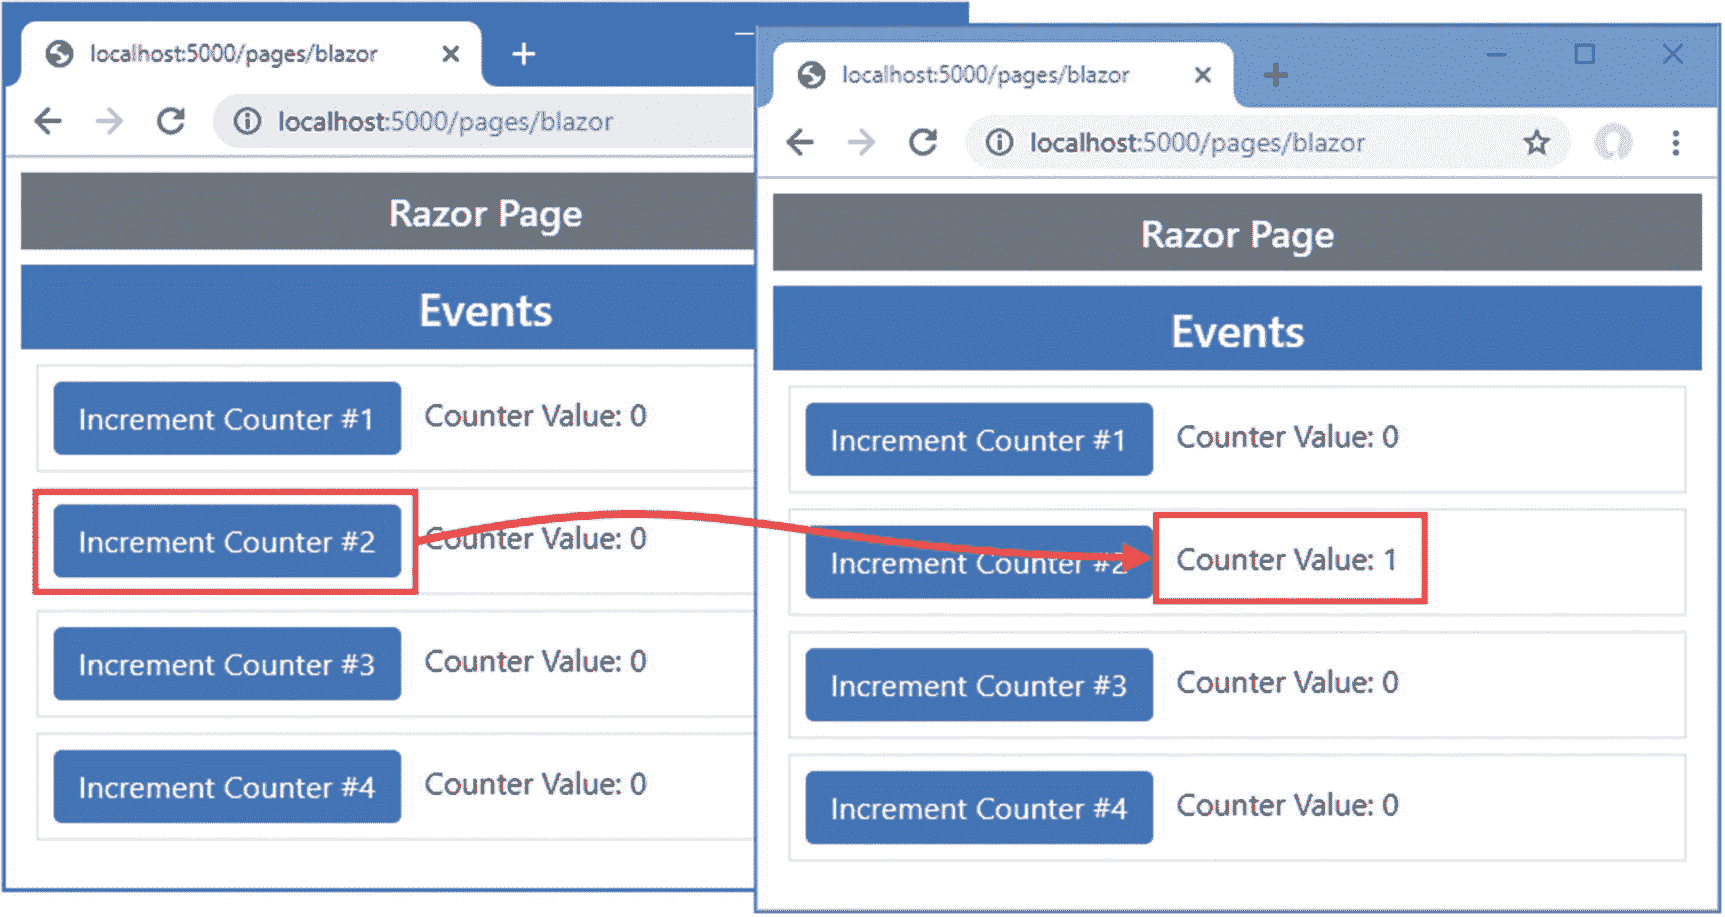 localhost:5000/pages/blazor
localhost:5000/pages/blazor
Razor Page
Events
Increment Counter #1 Counter Value: 0
Increment Counter #2 Counter Value: 0
Increment Counter #3 Counter Value: 0
Increment Counter #4 Counter Value: 0
localhost:5000/pages/blazor
localhost:5000/pages/blazor
Razor Page
Events
Increment Counter #1 Counter Value: 0
Increment Counter #2 Counter Value: 1
Increment Counter #3 Counter Value: 0
Increment Counter #4 Counter Value: 0